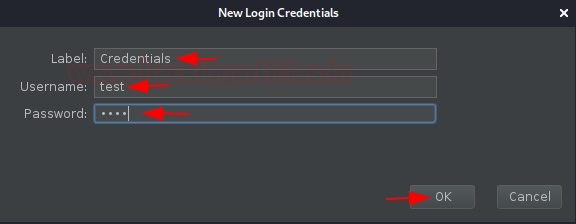 New Login Credentials
Label: Credentials
Username: test
Password: ••••
OK Cancel